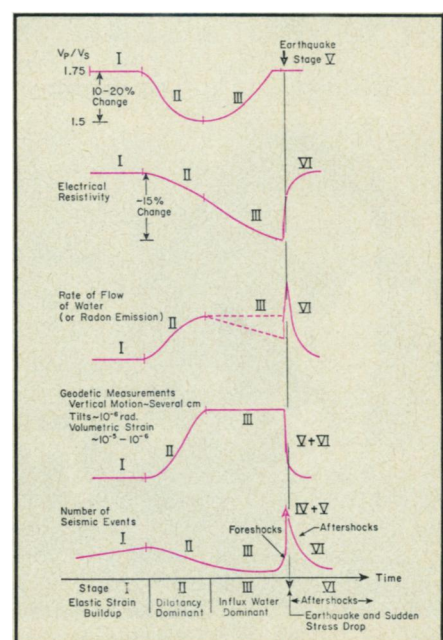 Earthquake
Stage V
Vp/Vs
I
1.75
10-20%
Change
II
III
1.5
I
II
VI
Electrical
Resistivity
~15%
Change
III
Rate of Flow
of Water
(or Radon Emission)
III
VI
II
I
Geodetic Measurements
Vertical Motion~Several cm
Tilts~10⁻⁶ rad.
Volumetric Strain
~10⁻⁵ – 10⁻⁶
III
II
V+VI
I
Number of
Seismic Events
IV+V
I
Foreshocks
Aftershocks
II
III
VI
Time
Stage I II III V VI
Elastic Strain Dilatancy Influx Water Aftershocks
Buildup Dominant Dominant Earthquake and Sudden
Stress Drop